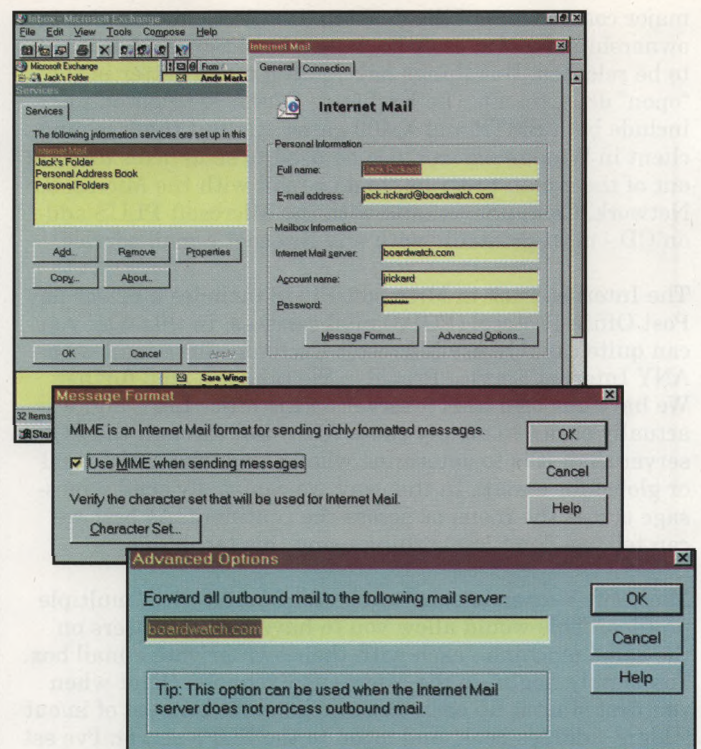 Inbox - Microsoft Exchange
File Edit View Tools Compose Help
Microsoft Exchange
From
Jack's Folder
Andy Marku
Services
Services
The following information services are set up in this
Internet Mail
Jack's Folder
Personal Address Book
Personal Folders
Add...
Remove
Properties
Copy...
About...
OK
Cancel
Apply
Sara Winge
32 Items
Star
Internet Mail
General
Connection
Internet Mail
Personal Information
Full name:
Jack Rickard
E-mail address:
jack.rickard@boardwatch.com
Mailbox Information
Internet Mail server:
boardwatch.com
Account name:
jrickard
Password:
********
Message Format...
Advanced Options...
Message Format
MIME is an Internet Mail format for sending richly formatted messages.
OK
Use MIME when sending messages
Cancel
Verify the character set that will be used for Internet Mail.
Help
Character Set...
Advanced Options
Forward all outbound mail to the following mail server:
OK
boardwatch.com
Cancel
Help
Tip: This option can be used when the Internet Mail
server does not process outbound mail.